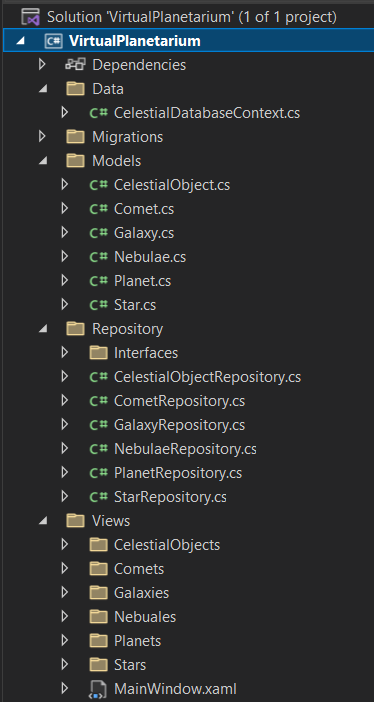 Solution 'VirtualPlanetarium' (1 of 1 project)
C# VirtualPlanetarium
Dependencies
Data
C# CelestialDatabaseContext.cs
Migrations
Models
C# CelestialObject.cs
C# Comet.cs
C# Galaxy.cs
C# Nebulae.cs
C# Planet.cs
C# Star.cs
Repository
Interfaces
C# CelestialObjectRepository.cs
C# CometRepository.cs
C# GalaxyRepository.cs
C# NebulaeRepository.cs
C# PlanetRepository.cs
C# StarRepository.cs
Views
CelestialObjects
Comets
Galaxies
Nebuales
Planets
Stars
MainWindow.xaml